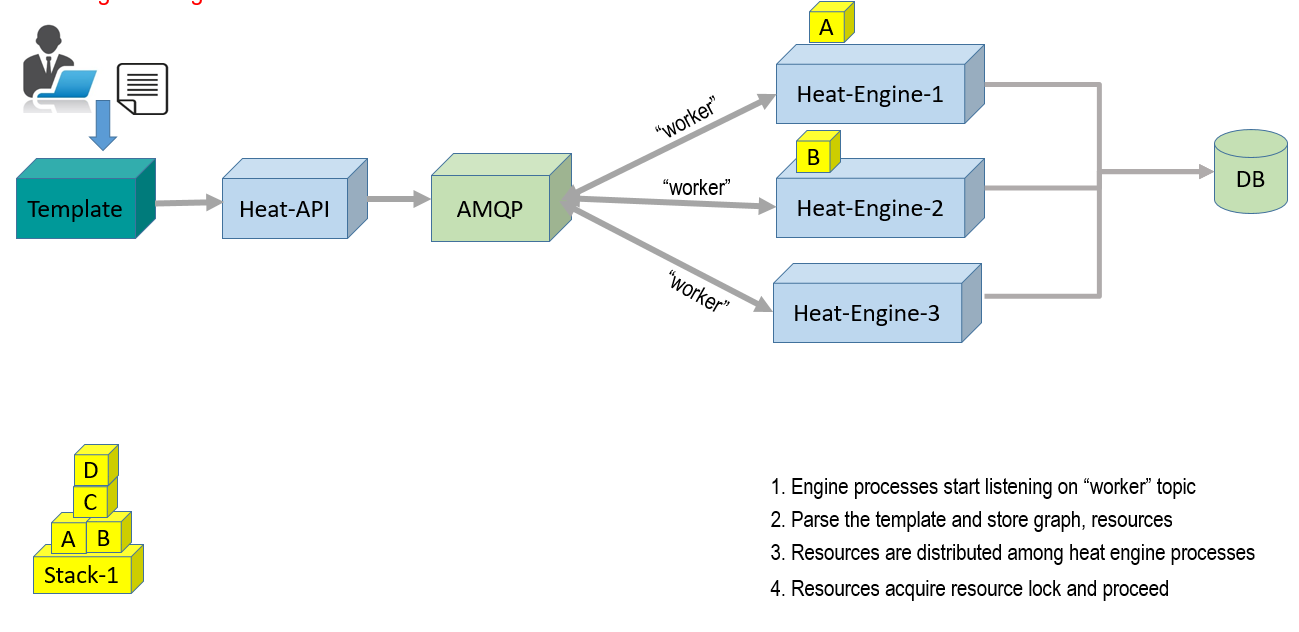 A
Heat-Engine-1
"worker"
B
Template
Heat-API
AMQP
"worker"
Heat-Engine-2
DB
"worker"
Heat-Engine-3
D
C
A B
Stack-1
1. Engine processes start listening on “worker” topic
2. Parse the template and store graph, resources
3. Resources are distributed among heat engine processes
4. Resources acquire resource lock and proceed